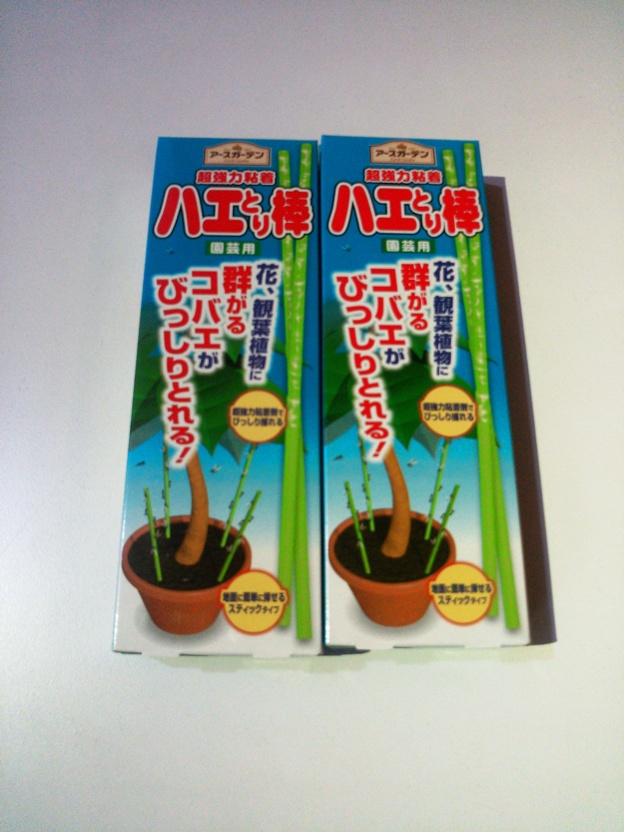 アースガーデン
超強力粘着
ハエとり棒
園芸用
花、観葉植物に
群がる
コバエが
びっしりとれる!
超強力粘着剤で
びっしり獲れる
地面に簡単に挿せる
スティックタイプ
アースガーデン
超強力粘着
ハエとり棒
園芸用
花、観葉植物に
群がる
コバエが
びっしりとれる!
超強力粘着剤で
びっしり獲れる
地面に簡単に挿せる
スティックタイプ